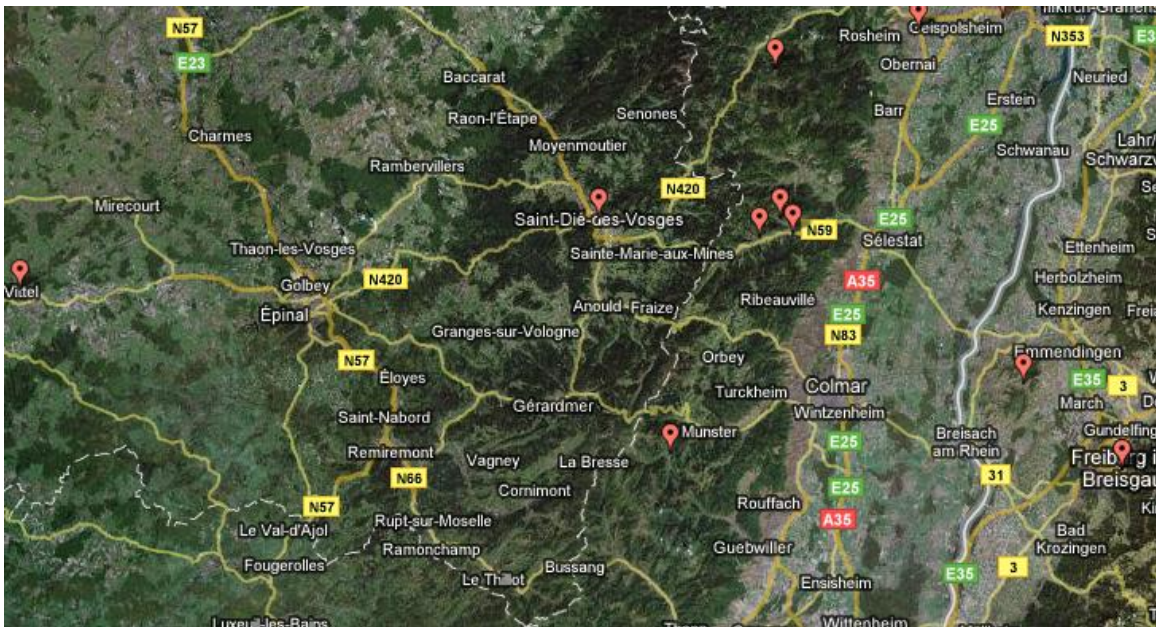 Geispolsheim
N57
Rosheim
N353
E23
Obernai
Neuried
Baccarat
Erstein
Senones
Barr
Raon-l'Étape
E25
Charmes
Moyenmoutier
Schwanau
Rambervillers
N420
Mirecourt
Saint-Dié-des-Vosges
E25
N59
Sélestat
Thaon-les-Vosges
Sainte-Marie-aux-Mines
Ettenheim
N420
Herbolzheim
A35
Golbey
Vittel
Ribeauvillé
Anould
Fraize
Kenzingen
Épinal
E25
Granges-sur-Vologne
N83
Emmendingen
Orbey
N57
Éloyes
E35
3
Turckheim
Colmar
Gérardmer
March
Saint-Nabord
Wintzenheim
Munster
Breisach
am Rhein
E25
Remiremont
Vagney
La Bresse
Freiburg i
Breisgau
N66
31
Cornimont
E25
Rouffach
N57
A35
Rupt-sur-Moselle
Le Val-d'Ajol
Bad
Krozingen
Ramonchamp
Guebwiller
Fougerolles
Bussang
3
E35
Le Thillot
Ensisheim
Luxeuil-les-Bains
Wittenheim